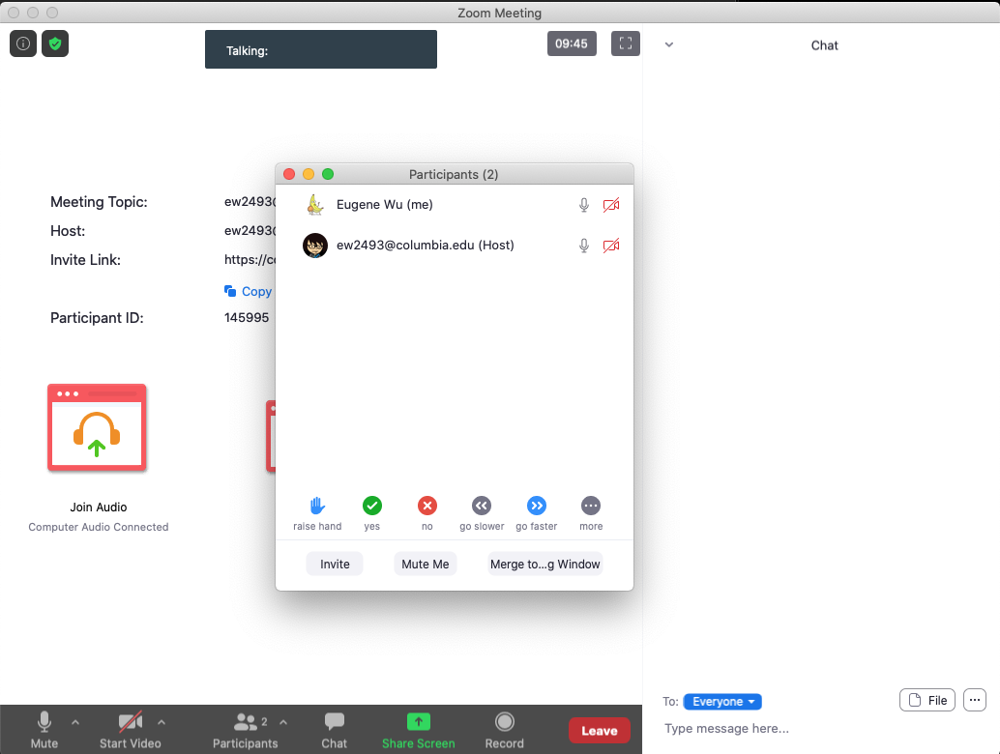 Zoom Meeting
Talking:
09:45
Chat
Participants (2)
Meeting Topic:
ew2493@
Eugene Wu (me)
Host:
ew2493@
ew2493@columbia.edu (Host)
Invite Link:
https://c
Copy
Participant ID:
145995
Join Audio
Computer Audio Connected
raise hand
yes
no
go slower
go faster
more
Invite
Mute Me
Merge to...g Window
To: Everyone
File
Type message here...
Mute
Start Video
2
Participants
Chat
Share Screen
Record
Leave